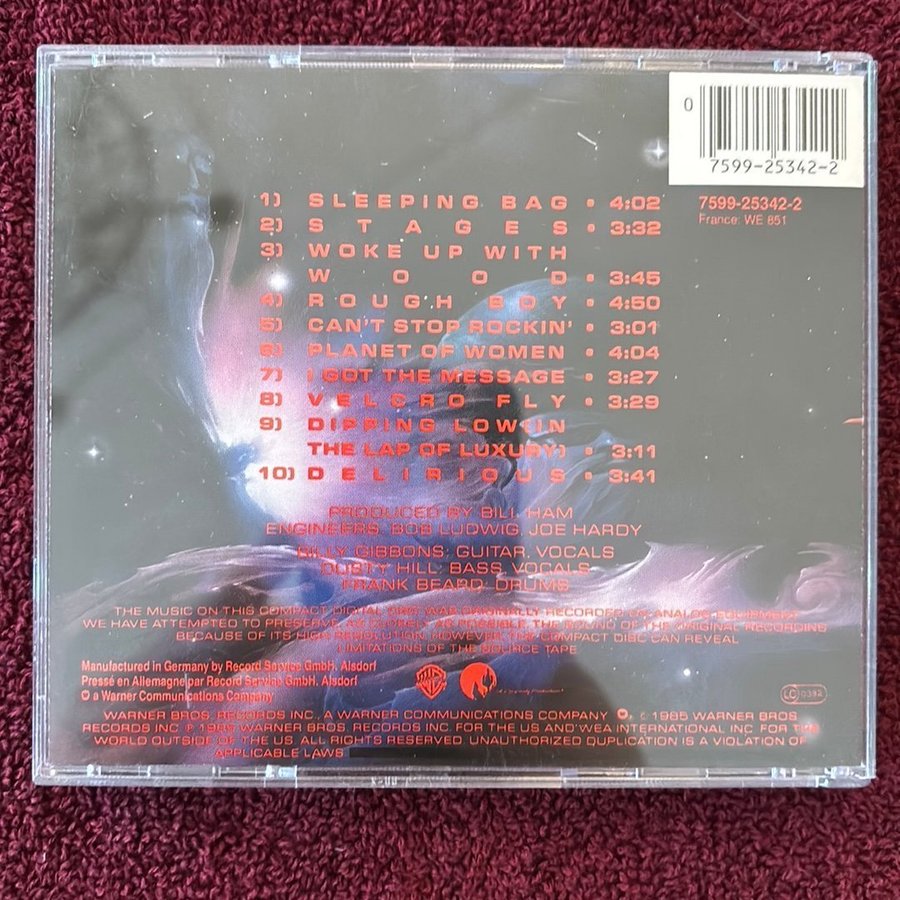 0
7599-25342-2
1) SLEEPING BAG • 4:02
7599-25342-2
2) STAGES • 3:32
France: WE 851
3) WOKE UP WITH
WOOD • 3:45
4) ROUGH BOY • 4:50
5) CAN'T STOP ROCKIN' • 3:01
6) PLANET OF WOMEN • 4:04
7) I GOT THE MESSAGE • 3:27
8) VELCRO FLY • 3:29
9) DIPPING LOW (IN
THE LAP OF LUXURY) • 3:11
10) DELIRIOUS • 3:41
PRODUCED BY BILL HAM
ENGINEERS: BOB LUDWIG, JOE HARDY
BILLY GIBBONS: GUITAR, VOCALS
DUSTY HILL: BASS, VOCALS
FRANK BEARD: DRUMS
THE MUSIC ON THIS COMPACT DIGITAL DISC WAS ORIGINALLY RECORDED ON ANALOG EQUIPMENT.
WE HAVE ATTEMPTED TO PRESERVE, AS CLOSELY AS POSSIBLE, THE SOUND OF THE ORIGINAL RECORDING.
BECAUSE OF ITS HIGH RESOLUTION, HOWEVER, THE COMPACT DISC CAN REVEAL
LIMITATIONS OF THE SOURCE TAPE
Manufactured in Germany by Record Service GmbH, Alsdorf
Pressé en Allemagne par Record Service GmbH, Alsdorf
a Warner Communications Company
WB
LC 0392
WARNER BROS. RECORDS INC., A WARNER COMMUNICATIONS COMPANY ℗, © 1985 WARNER BROS.
RECORDS INC ℗ 1985 WARNER BROS. RECORDS INC. FOR THE US AND WEA INTERNATIONAL INC FOR THE
WORLD OUTSIDE OF THE US. ALL RIGHTS RESERVED UNAUTHORIZED DUPLICATION IS A VIOLATION OF
APPLICABLE LAWS